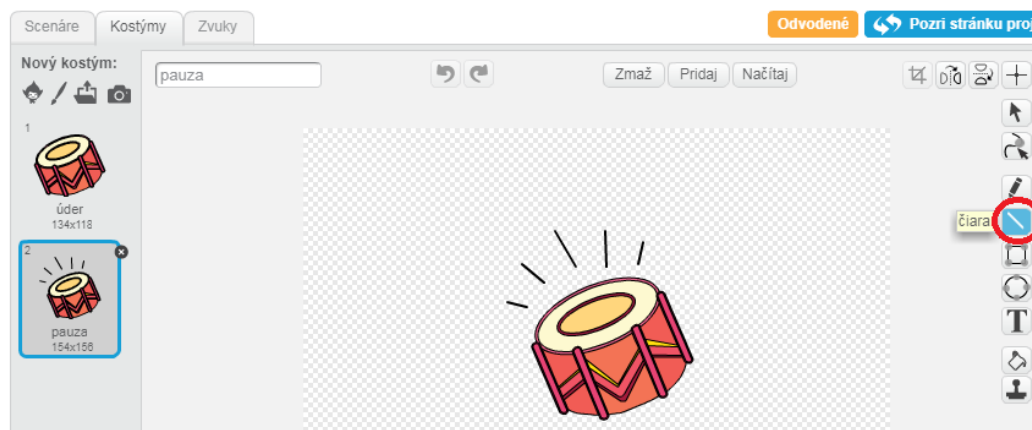 Scenáre Kostýmy Zvuky Odvodené Pozri stránku proj
Nový kostým:
pauza Zmaž Pridaj Načítaj
1
úder
134x118
čiara
T
2
pauza
154x156